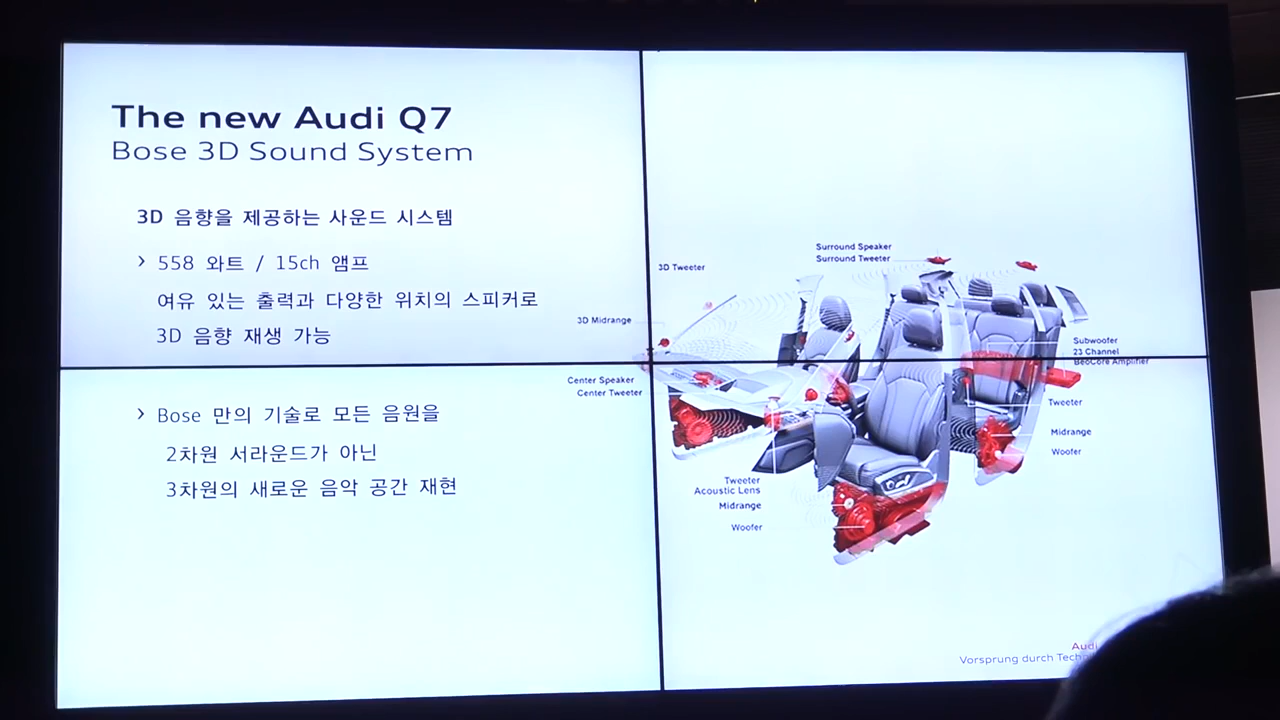 The new Audi Q7
Bose 3D Sound System
3D 음향을 제공하는 사운드 시스템
› 558 와트 / 15ch 앰프
여유 있는 출력과 다양한 위치의 스피커로
3D 음향 재생 가능
› Bose 만의 기술로 모든 음원을
2차원 서라운드가 아닌
3차원의 새로운 음악 공간 재현
Surround Speaker
Surround Tweeter
3D Tweeter
3D Midrange
Center Speaker
Center Tweeter
Subwoofer
23 Channel
BeoCore Amplifier
Tweeter
Midrange
Woofer
Tweeter
Acoustic Lens
Midrange
Woofer
Audi
Vorsprung durch